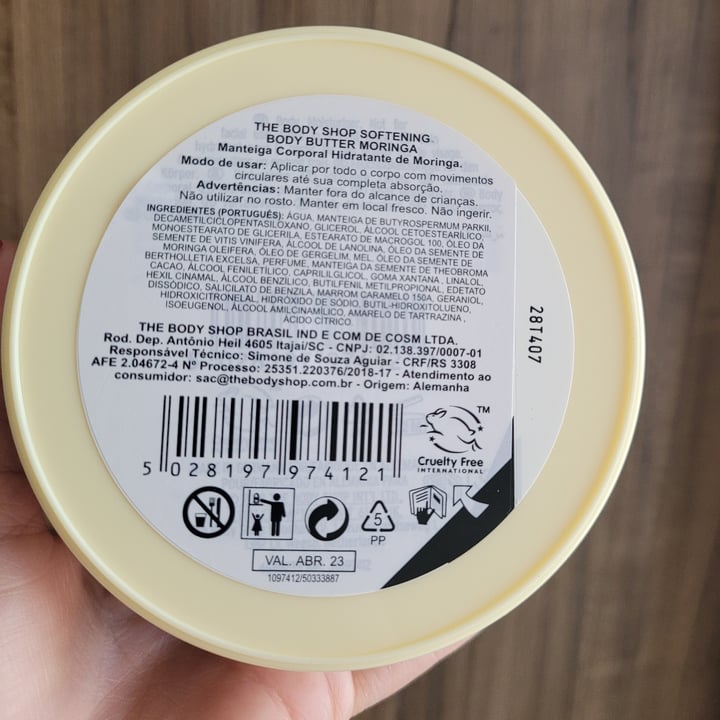 THE BODY SHOP SOFTENING
BODY BUTTER MORINGA
Manteiga Corporal Hidratante de Moringa.
Modo de usar: Aplicar por todo o corpo com movimentos
circulares até sua completa absorção.
Advertências: Manter fora do alcance de crianças.
Não utilizar no rosto. Manter em local fresco. Não ingerir.
INGREDIENTES (PORTUGUÊS): ÁGUA, MANTEIGA DE BUTYROSPERMUM PARKII,
DECAMETILCICLOPENTASILOXANO, GLICEROL, ÁLCOOL CETOESTEARÍLICO,
MONOESTEARATO DE GLICERILA, ESTEARATO DE MACROGOL 100, ÓLEO DA
SEMENTE DE VITIS VINIFERA, ÁLCOOL DE LANOLINA, ÓLEO DA SEMENTE DE
MORINGA OLEIFERA, ÓLEO DE GERGELIM, MEL, ÓLEO DA SEMENTE DE
BERTHOLLETIA EXCELSA, PERFUME, MANTEIGA DA SEMENTE DE THEOBROMA
CACAO, ÁLCOOL FENILETÍLICO, CAPRILILGLICOL, GOMA XANTANA, LINALOL,
HEXIL CINAMAL, ÁLCOOL BENZÍLICO, BUTILFENIL METILPROPIONAL, EDETATO
DISSÓDICO, SALICILATO DE BENZILA, MARROM CARAMELO 150A, GERANIOL,
HIDROXICITRONELAL, HIDRÓXIDO DE SÓDIO, BUTIL-HIDROXITOLUENO,
ISOEUGENOL, ÁLCOOL AMILCINAMÍLICO, AMARELO DE TARTRAZINA,
ÁCIDO CÍTRICO.
THE BODY SHOP BRASIL IND E COM DE COSM LTDA.
Rod. Dep. Antônio Heil 4605 Itajaí/SC - CNPJ: 02.138.397/0007-01
Responsável Técnico: Simone de Souza Aguiar - CRF/RS 3308
AFE 2.04672-4 Nº Processo: 25351.220376/2018-17 - Atendimento ao
consumidor: sac@thebodyshop.com.br - Origem: Alemanha
28T407
5 028197 974121
TM
Cruelty Free
INTERNATIONAL
5
PP
VAL. ABR. 23
1097412/50333887